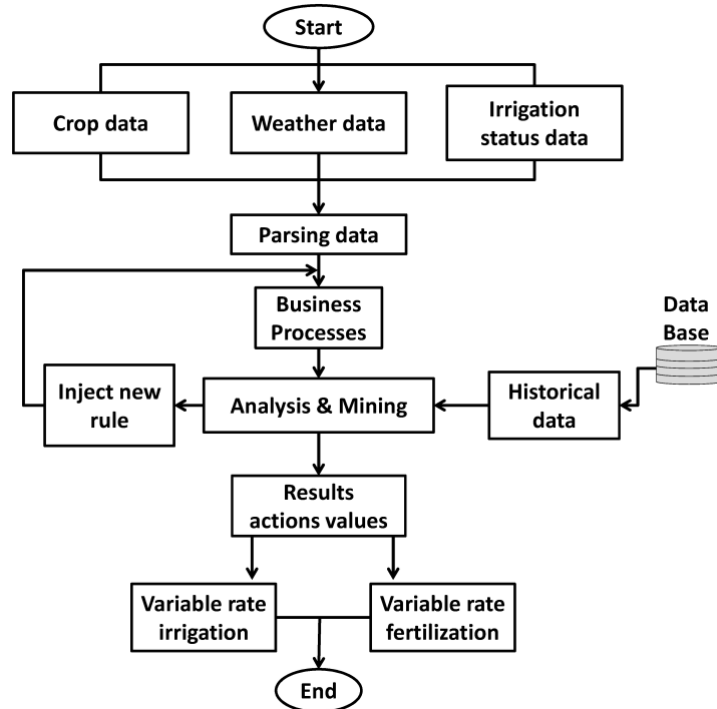 Start
Crop data
Weather data
Irrigation
status data
Parsing data
Business
Processes
Data
Base
Inject new
rule
Analysis & Mining
Historical
data
Results
actions values
Variable rate
irrigation
Variable rate
fertilization
End